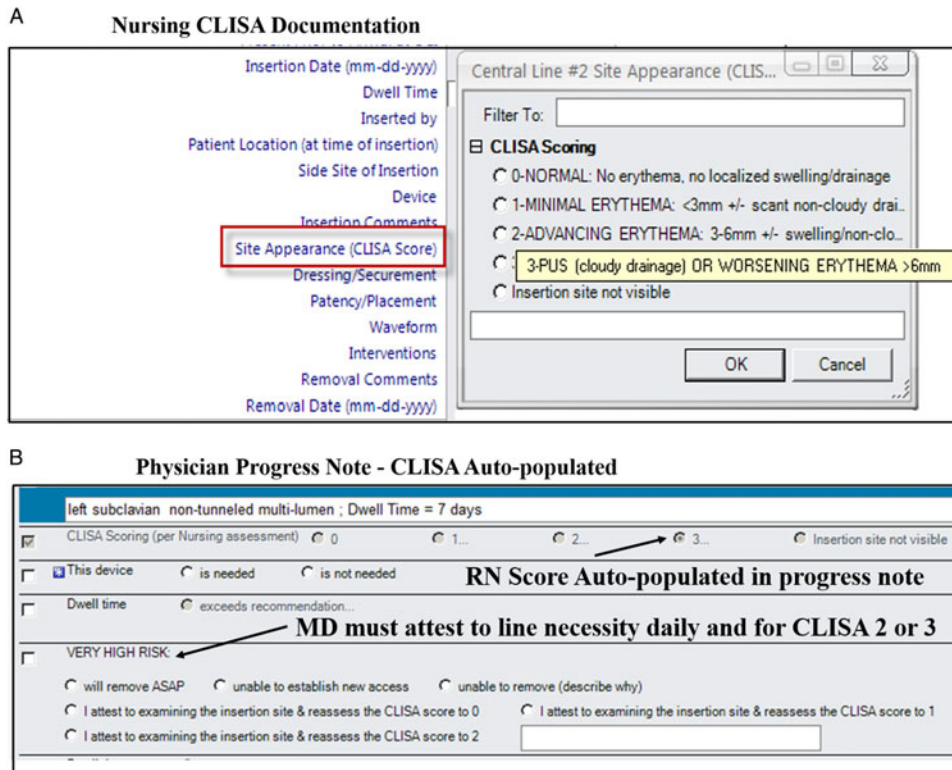 A
Nursing CLISA Documentation
Insertion Date (mm-dd-yyyy)
Dwell Time
Inserted by
Patient Location (at time of insertion)
Side Site of Insertion
Device
Insertion Comments
Site Appearance (CLISA Score)
Dressing/Securement
Patency/Placement
Waveform
Interventions
Removal Comments
Removal Date (mm-dd-yyyy)
Central Line #2 Site Appearance (CLIS...
Filter To:
CLISA Scoring
0-NORMAL: No erythema, no localized swelling/drainage
1-MINIMAL ERYTHEMA: <3mm +/- scant non-cloudy drai..
2-ADVANCING ERYTHEMA: 3-6mm +/- swelling/non-clo...
3-PUS (cloudy drainage) OR WORSENING ERYTHEMA >6mm
Insertion site not visible
OK Cancel
B
Physician Progress Note - CLISA Auto-populated
left subclavian non-tunneled multi-lumen ; Dwell Time = 7 days
CLISA Scoring (per Nursing assessment) 0 1... 2... 3... Insertion site not visible
This device is needed is not needed
RN Score Auto-populated in progress note
Dwell time exceeds recommendation...
MD must attest to line necessity daily and for CLISA 2 or 3
VERY HIGH RISK:
will remove ASAP unable to establish new access unable to remove (describe why)
I attest to examining the insertion site & reassess the CLISA score to 0 I attest to examining the insertion site & reassess the CLISA score to 1
I attest to examining the insertion site & reassess the CLISA score to 2